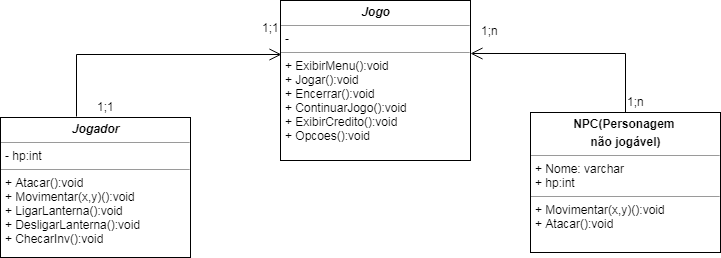 Jogo
-
+ ExibirMenu():void
+ Jogar():void
+ Encerrar():void
+ ContinuarJogo():void
+ ExibirCredito():void
+ Opcoes():void
1;1
1;n
1;1
Jogador
- hp:int
+ Atacar():void
+ Movimentar(x,y)():void
+ LigarLanterna():void
+ DesligarLanterna():void
+ ChecarInv():void
1;n
NPC(Personagem
não jogável)
+ Nome: varchar
+ hp:int
+ Movimentar(x,y)():void
+ Atacar():void